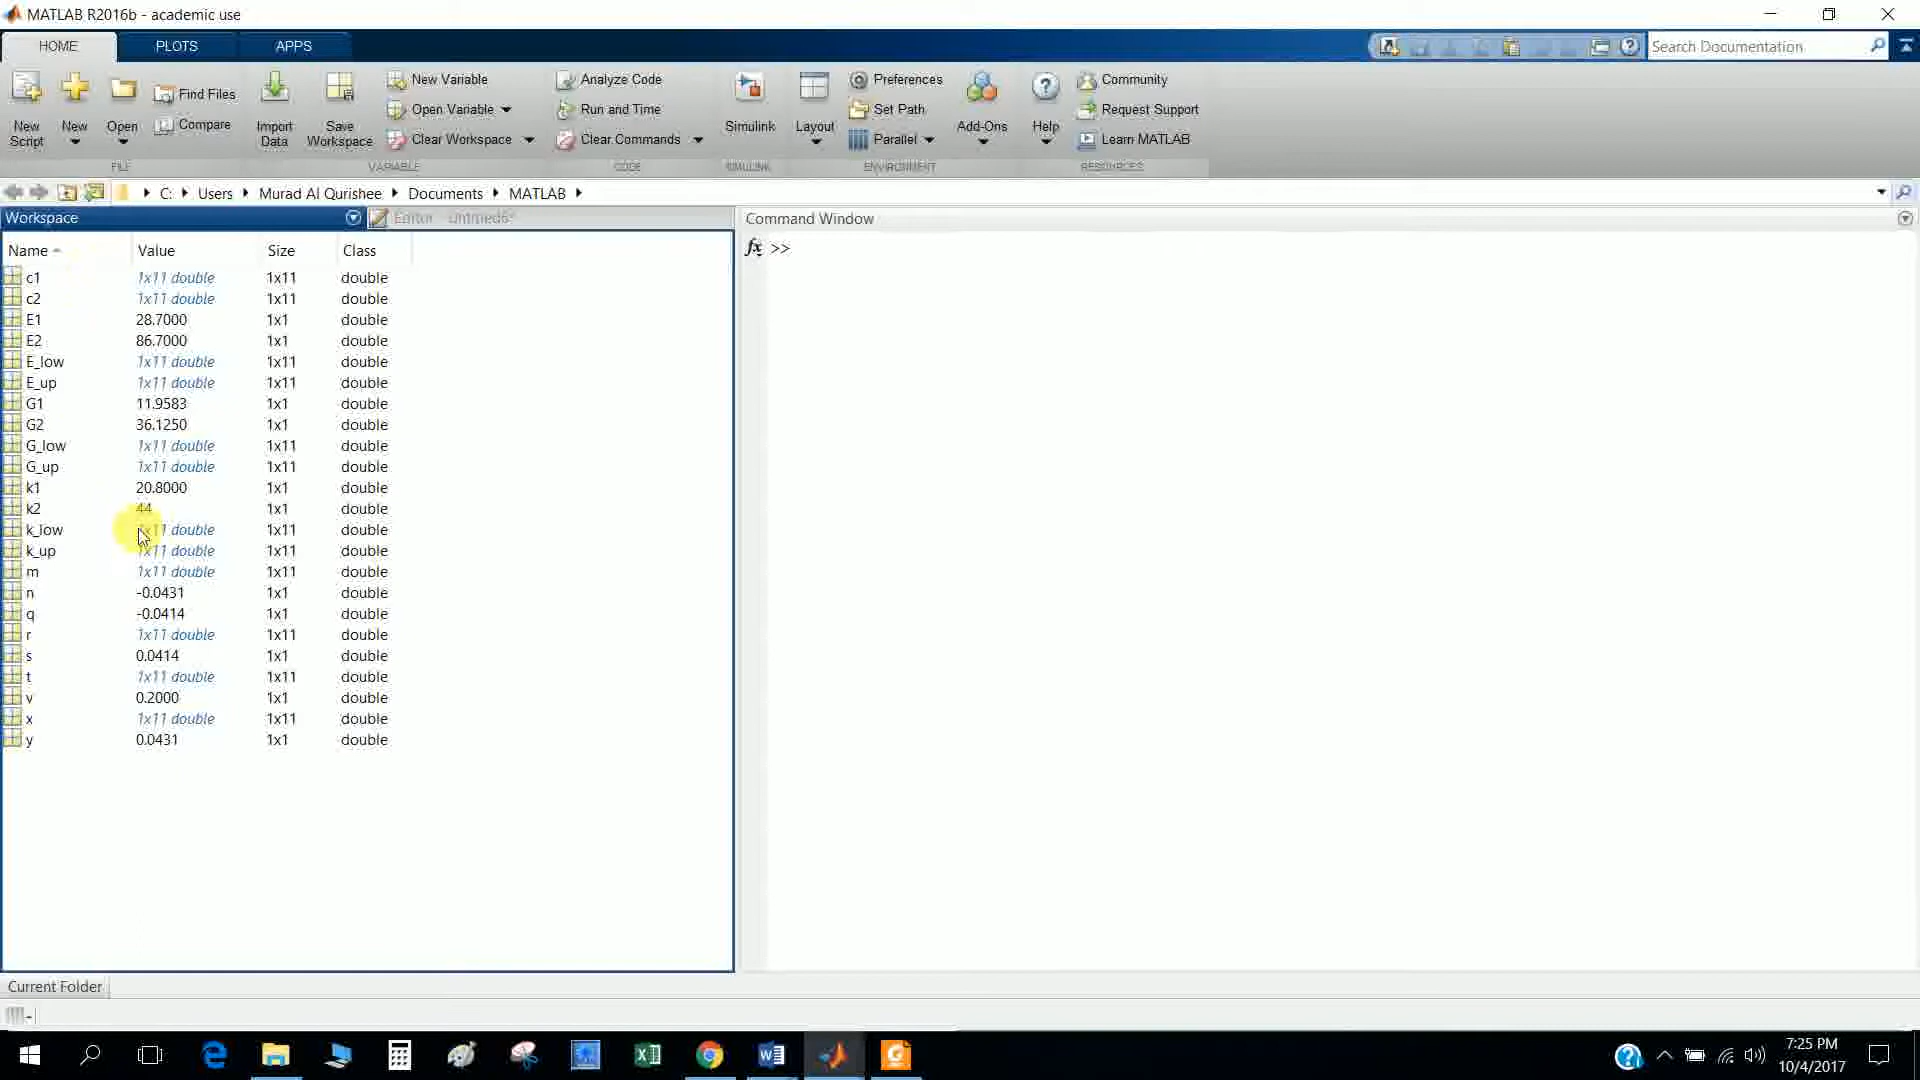 MATLAB R2016b - academic use
HOME PLOTS APPS
Search Documentation
New Script
New
Open
Find Files
Compare
FILE
Import Data
Save Workspace
New Variable
Open Variable
Clear Workspace
VARIABLE
Analyze Code
Run and Time
Clear Commands
CODE
Simulink
SIMULINK
Layout
Preferences
Set Path
Parallel
Add-Ons
ENVIRONMENT
Help
Community
Request Support
Learn MATLAB
RESOURCES
C: Users Murad Al Qurishee Documents MATLAB
Workspace
Editor
Command Window
fx >>
Name Value Size Class
c1 1x11 double 1x11 double
c2 1x11 double 1x11 double
E1 28.7000 1x1 double
E2 86.7000 1x1 double
E_low 1x11 double 1x11 double
E_up 1x11 double 1x11 double
G1 11.9583 1x1 double
G2 36.1250 1x1 double
G_low 1x11 double 1x11 double
G_up 1x11 double 1x11 double
k1 20.8000 1x1 double
k2 44 1x1 double
k_low 1x11 double 1x11 double
k_up 1x11 double 1x11 double
m 1x11 double 1x11 double
n -0.0431 1x1 double
q -0.0414 1x1 double
r 1x11 double 1x11 double
s 0.0414 1x1 double
t 1x11 double 1x11 double
v 0.2000 1x1 double
x 1x11 double 1x11 double
y 0.0431 1x1 double
Current Folder
7:25 PM
10/4/2017